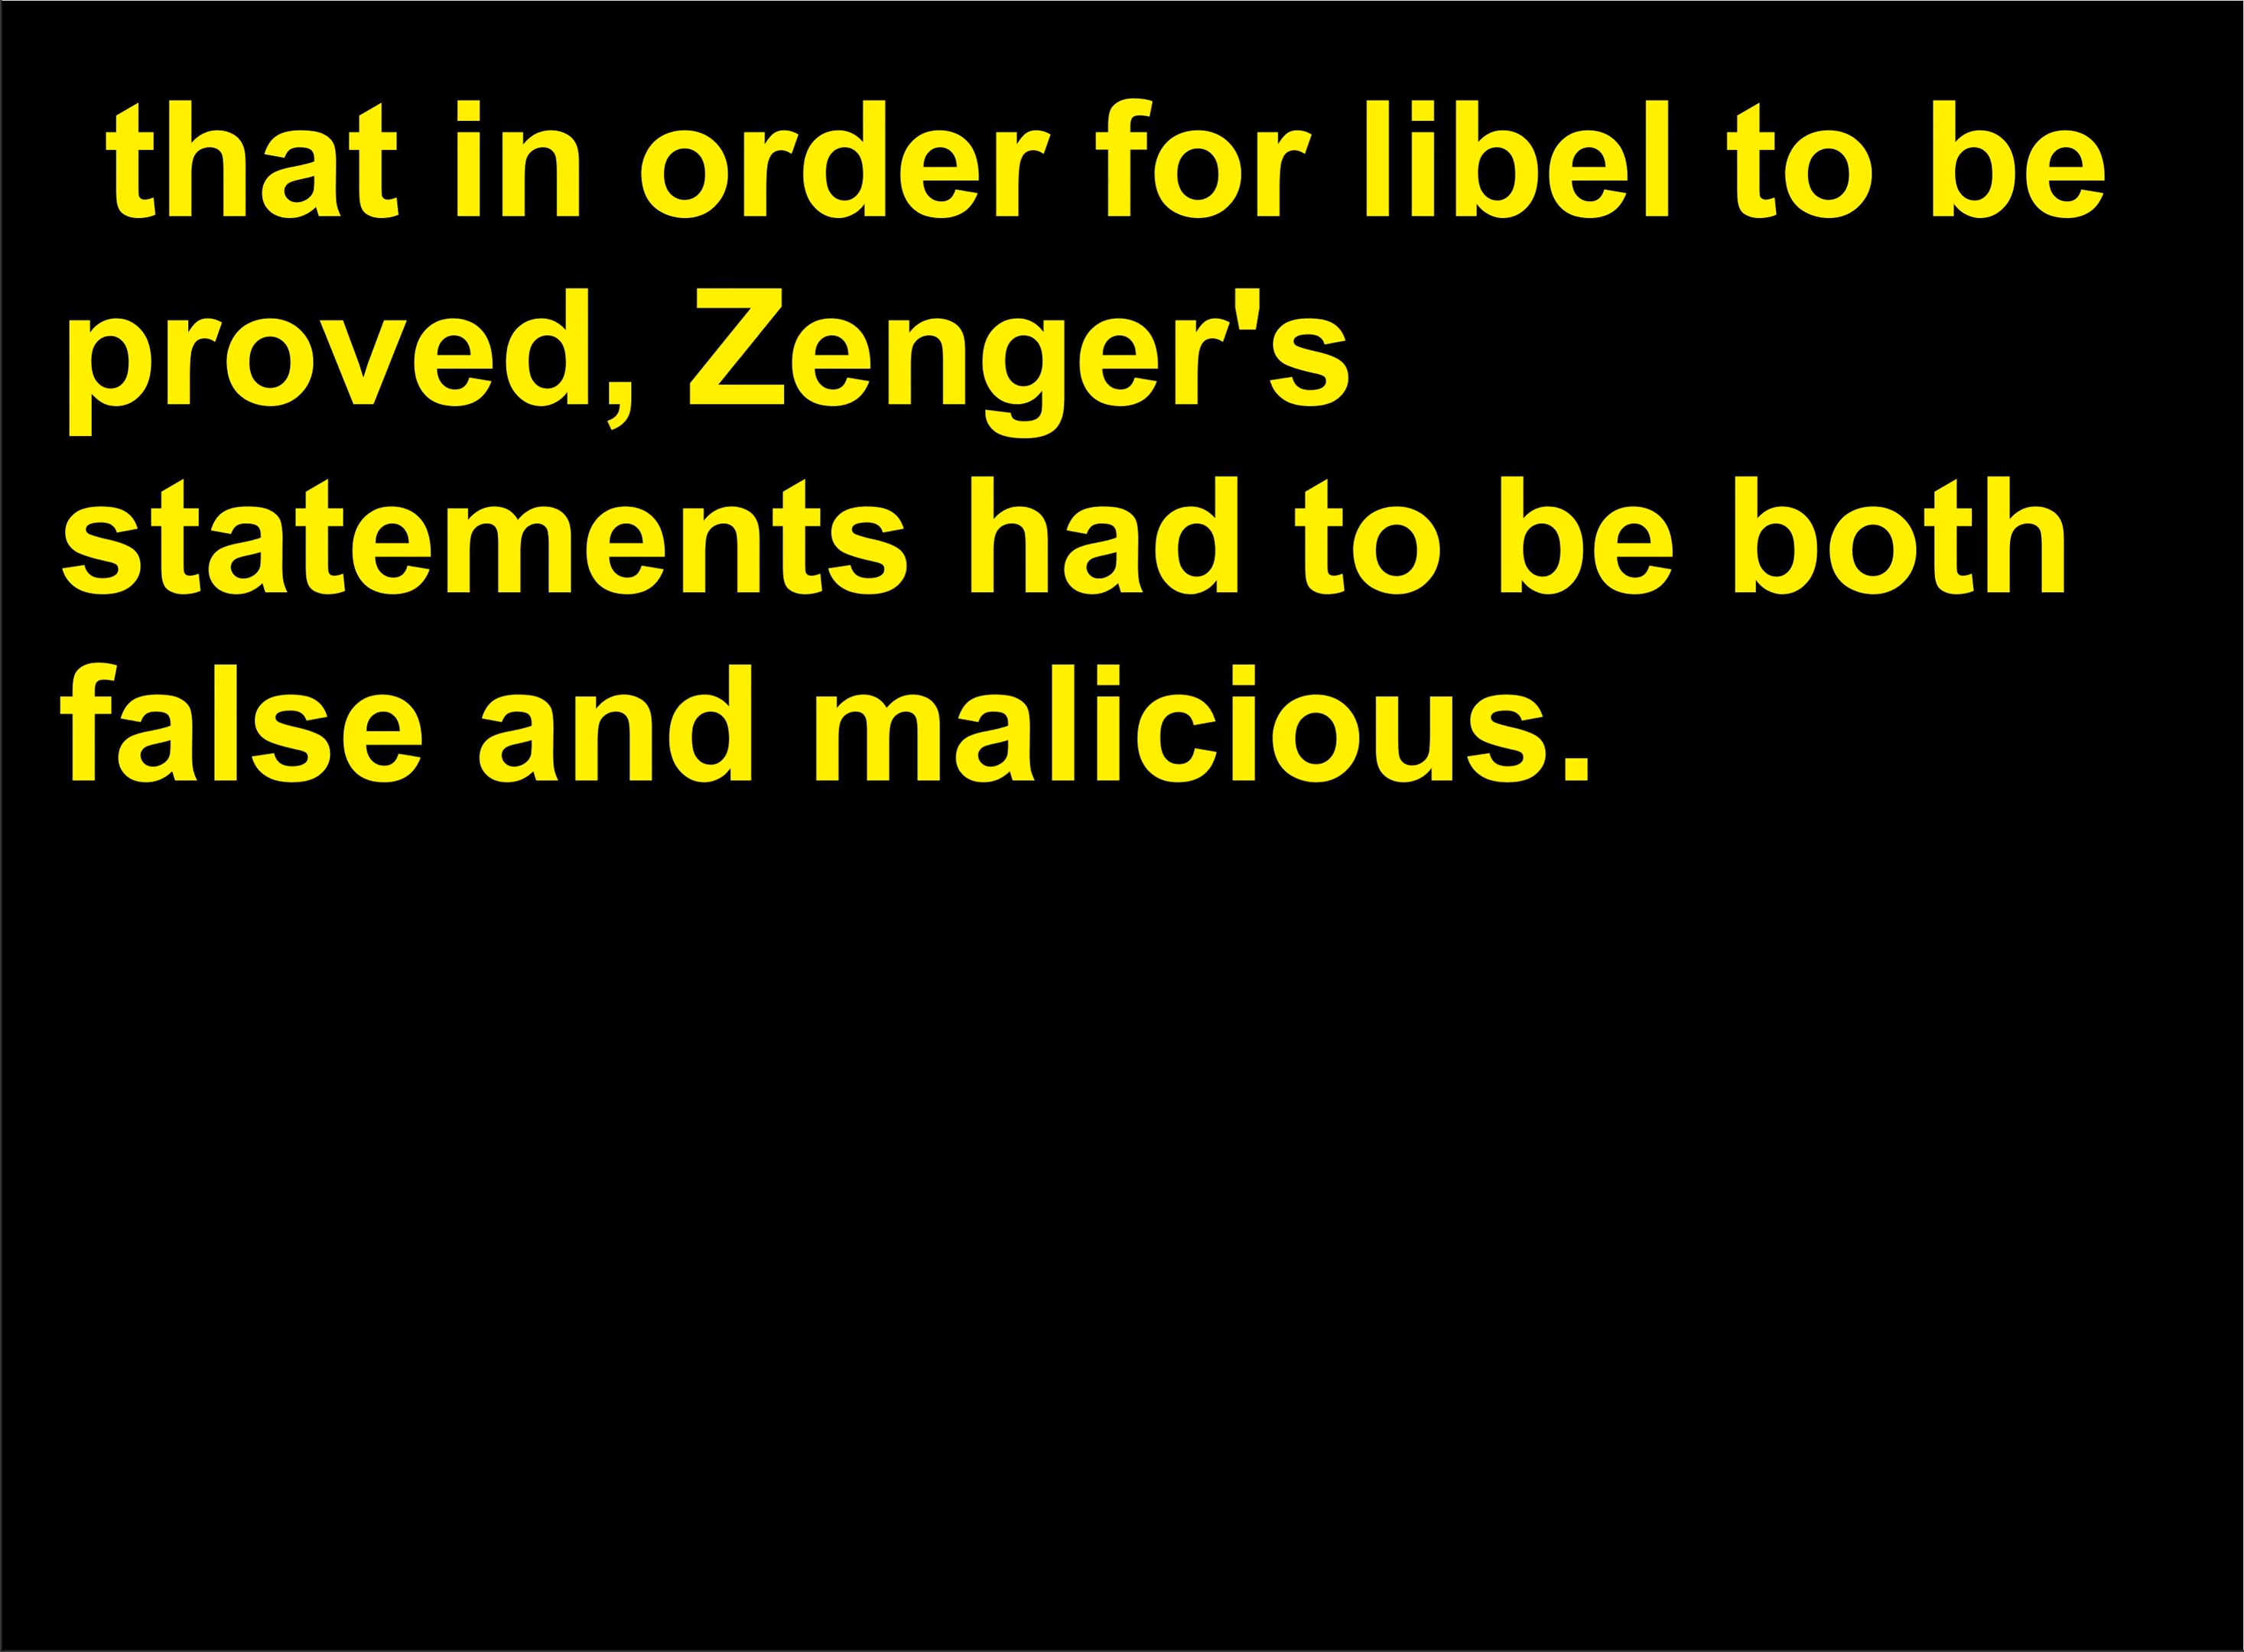 that in order for libel to be
proved, Zenger's
statements had to be both
false and malicious.